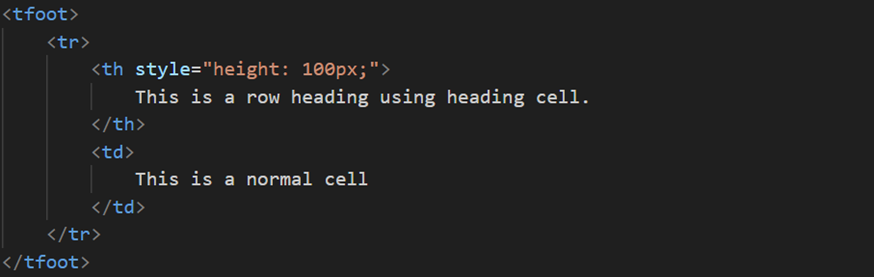 <tfoot>
<tr>
<th style="height: 100px;">
This is a row heading using heading cell.
</th>
<td>
This is a normal cell
</td>
</tr>
</tfoot>